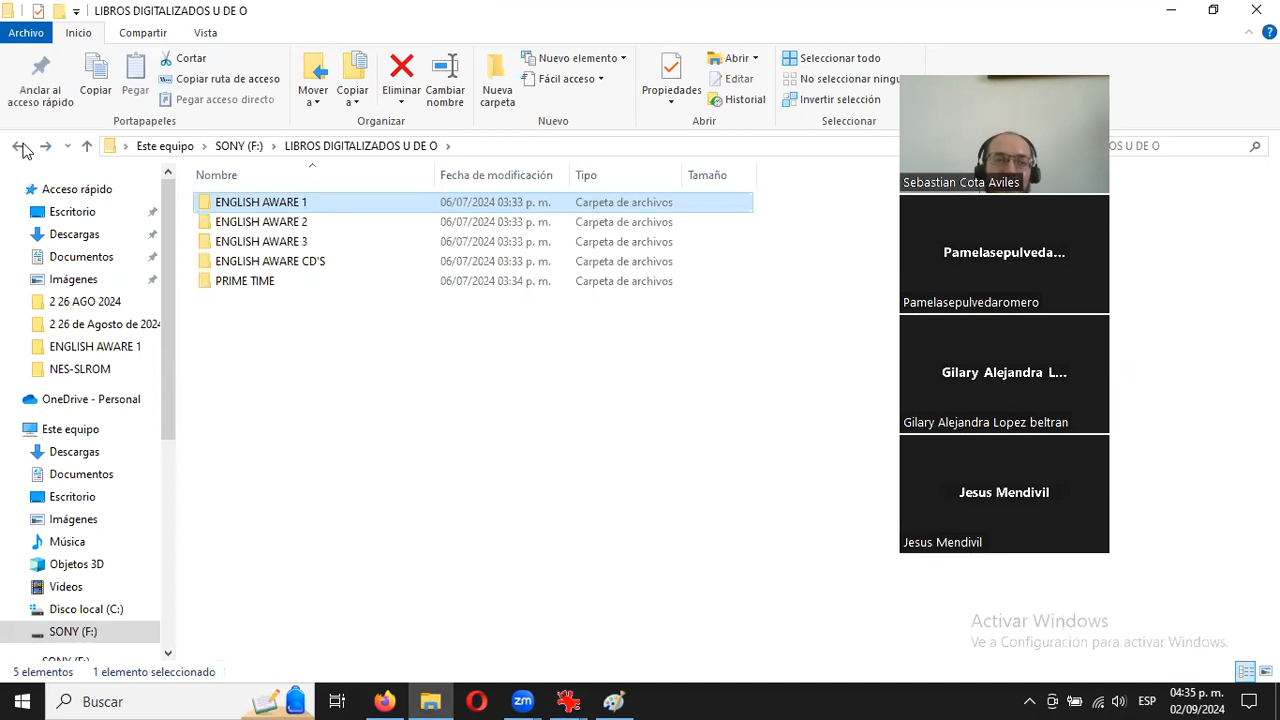 LIBROS DIGITALIZADOS U DE O
Archivo Inicio Compartir Vista
Anclar al acceso rápido
Copiar
Pegar
Cortar
Copiar ruta de acceso
Pegar acceso directo
Portapapeles
Mover a
Copiar a
Eliminar
Cambiar nombre
Organizar
Nueva carpeta
Nuevo elemento
Fácil acceso
Nuevo
Propiedades
Abrir
Editar
Historial
Abrir
Seleccionar todo
No seleccionar ningu
Invertir selección
Seleccionar
Este equipo > SONY (F:) > LIBROS DIGITALIZADOS U DE O >
US U DE O
Acceso rápido
Escritorio
Descargas
Documentos
Imágenes
2 26 AGO 2024
2 26 de Agosto de 2024
ENGLISH AWARE 1
NES-SLROM
OneDrive - Personal
Este equipo
Descargas
Documentos
Escritorio
Imágenes
Música
Objetos 3D
Videos
Disco local (C:)
SONY (F:)
SONY (F:)
Nombre Fecha de modificación Tipo Tamaño
ENGLISH AWARE 1 06/07/2024 03:33 p. m. Carpeta de archivos
ENGLISH AWARE 2 06/07/2024 03:33 p. m. Carpeta de archivos
ENGLISH AWARE 3 06/07/2024 03:33 p. m. Carpeta de archivos
ENGLISH AWARE CD'S 06/07/2024 03:33 p. m. Carpeta de archivos
PRIME TIME 06/07/2024 03:34 p. m. Carpeta de archivos
Sebastian Cota Aviles
Pamelasepulveda...
Pamelasepulvedaromero
Gilary Alejandra L...
Gilary Alejandra Lopez beltran
Jesus Mendivil
Jesus Mendivil
Activar Windows
Ve a Configuración para activar Windows.
5 elementos 1 elemento seleccionado
Buscar
zm
ESP
04:35 p. m.
02/09/2024